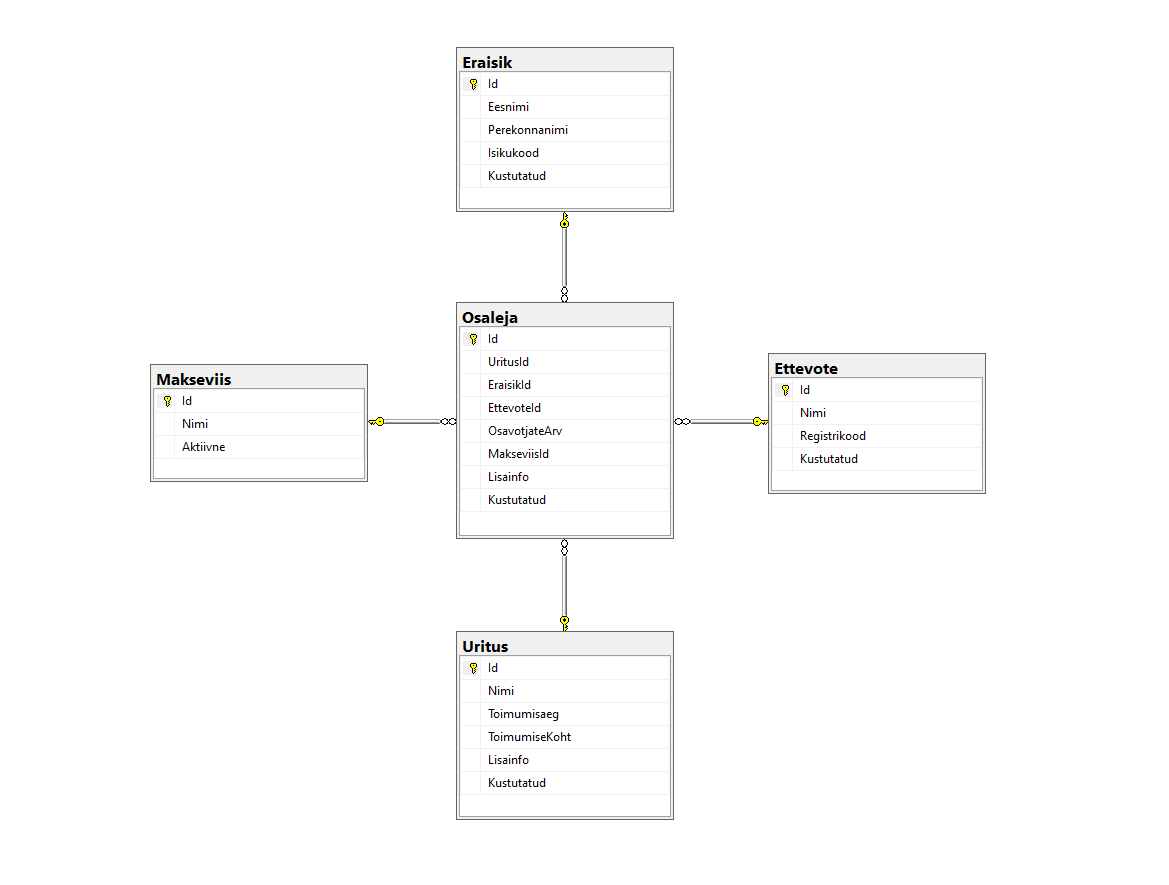 Eraisik
Id
Eesnimi
Perekonnanimi
Isikukood
Kustutatud
Osaleja
Id
UritusId
EraisikId
EttevoteId
OsavotjateArv
MakseviisId
Lisainfo
Kustutatud
Makseviis
Id
Nimi
Aktiivne
Ettevote
Id
Nimi
Registrikood
Kustutatud
Uritus
Id
Nimi
Toimumisaeg
ToimumiseKoht
Lisainfo
Kustutatud